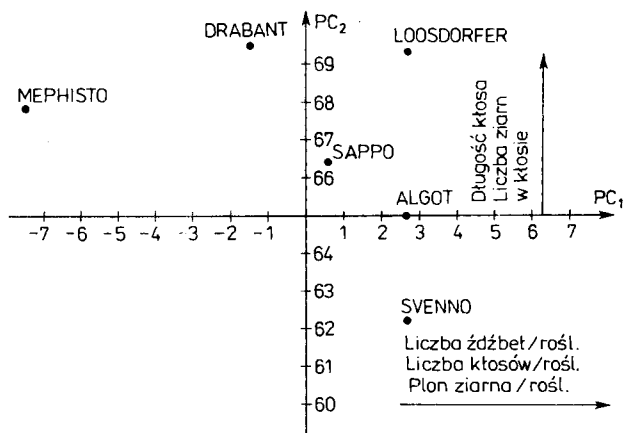 PC2
DRABANT
LOOSDORFER
69
MEPHISTO
68
67
SAPPO
66
Długość kłosa
Liczba ziarn
w kłosie
ALGOT
PC1
-7 -6 -5 -4 -3 -2 -1 1 2 3 4 5 6 7
64
63
SVENNO
62
Liczba źdźbeł/rośl.
61
Liczba kłosów/rośl.
Plon ziarna/rośl.
60